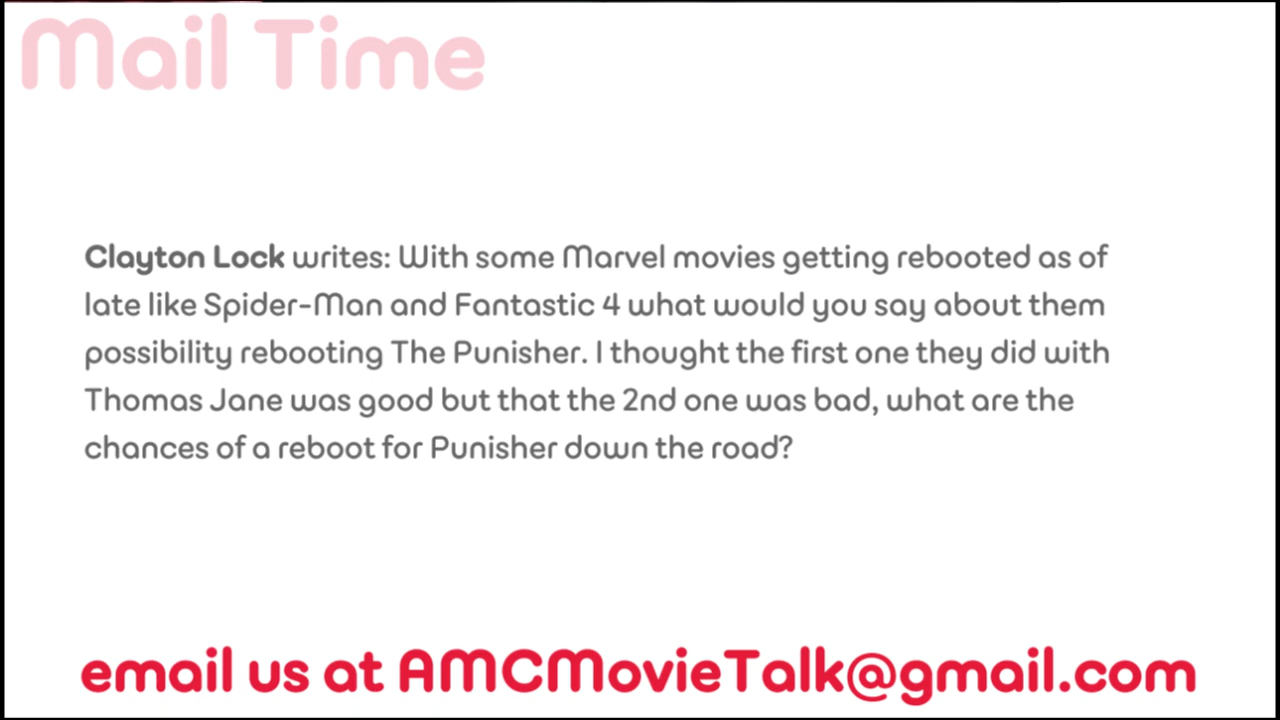 Mail Time
Clayton Lock writes: With some Marvel movies getting rebooted as of
late like Spider-Man and Fantastic 4 what would you say about them
possibility rebooting The Punisher. I thought the first one they did with
Thomas Jane was good but that the 2nd one was bad, what are the
chances of a reboot for Punisher down the road?
email us at AMCMovieTalk@gmail.com